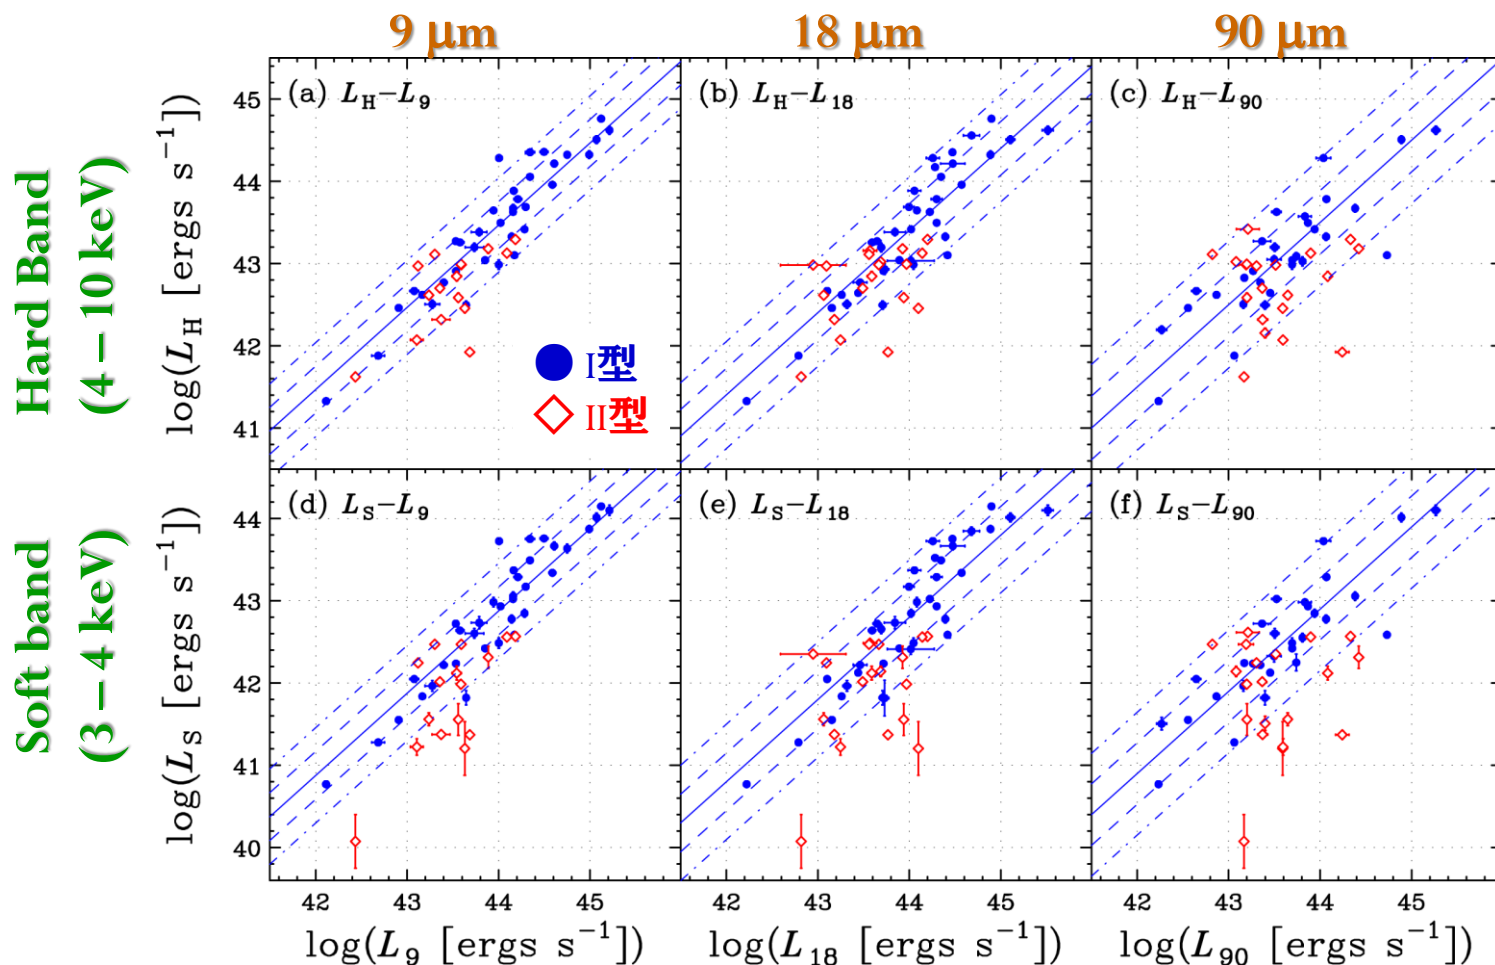 9 μm
18 μm
90 μm
Hard Band
(4 – 10 keV)
Soft band
(3 – 4 keV)
log(L_H [ergs s⁻¹])
45
44
43
42
41
(a) L_H−L_9
(b) L_H−L_18
(c) L_H−L_90
I型
II型
log(L_S [ergs s⁻¹])
44
43
42
41
40
(d) L_S−L_9
(e) L_S−L_18
(f) L_S−L_90
42 43 44 45
42 43 44 45
42 43 44 45
log(L_9 [ergs s⁻¹])
log(L_18 [ergs s⁻¹])
log(L_90 [ergs s⁻¹])